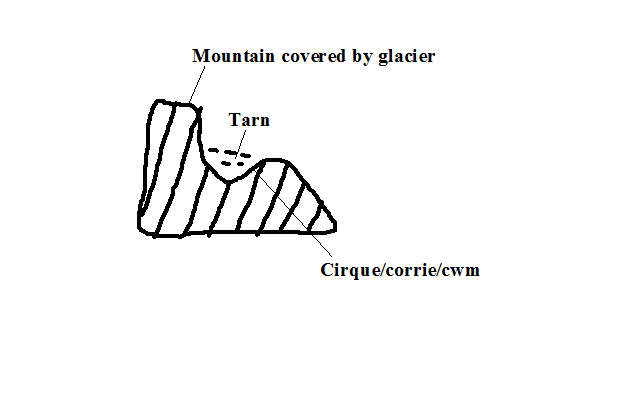 Mountain covered by glacier
Tarn
Cirque/corrie/cwm